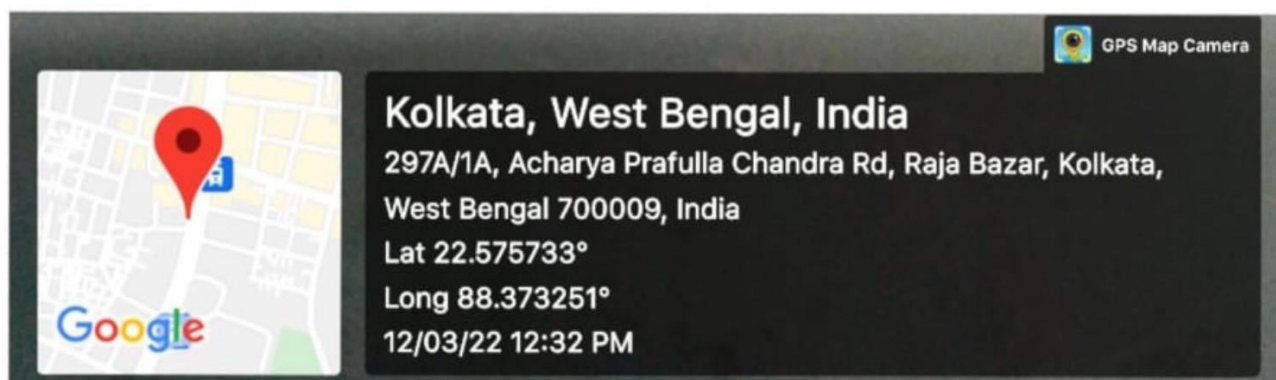 GPS Map Camera
Kolkata, West Bengal, India
297A/1A, Acharya Prafulla Chandra Rd, Raja Bazar, Kolkata,
West Bengal 700009, India
Lat 22.575733°
Long 88.373251°
12/03/22 12:32 PM
Google